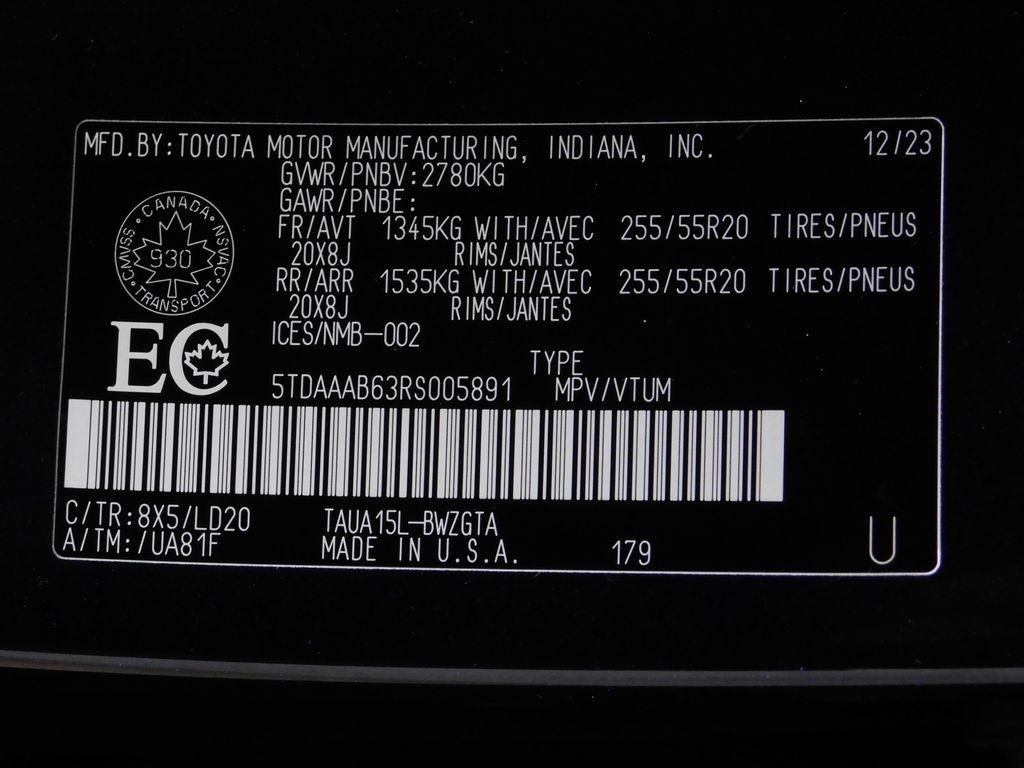 MFD.BY:TOYOTA MOTOR MANUFACTURING, INDIANA, INC. 12/23
GVWR/PNBV:2780KG
GAWR/PNBE:
FR/AVT 1345KG WITH/AVEC 255/55R20 TIRES/PNEUS
20X8J RIMS/JANTES
RR/ARR 1535KG WITH/AVEC 255/55R20 TIRES/PNEUS
20X8J RIMS/JANTES
CANADA
CMVSS 930 NSVAC
TRANSPORT
ICES/NMB-002
EC
TYPE
5TDAAAB63RS005891 MPV/VTUM
C/TR:8X5/LD20 TAUA15L-BWZGTA
A/TM:/UA81F MADE IN U.S.A. 179 U